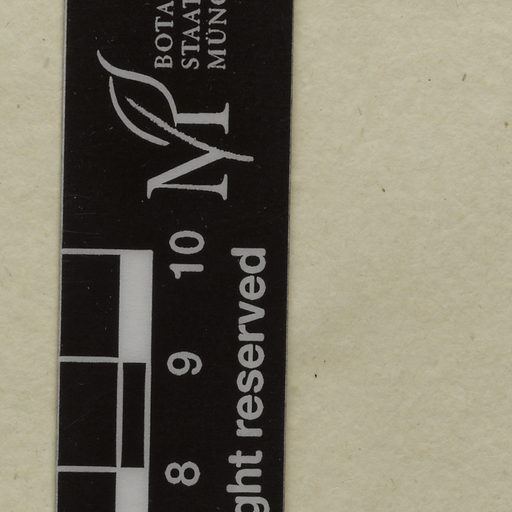 BOTA
STAAT
MÜNC
M
8 9 10
ght reserved